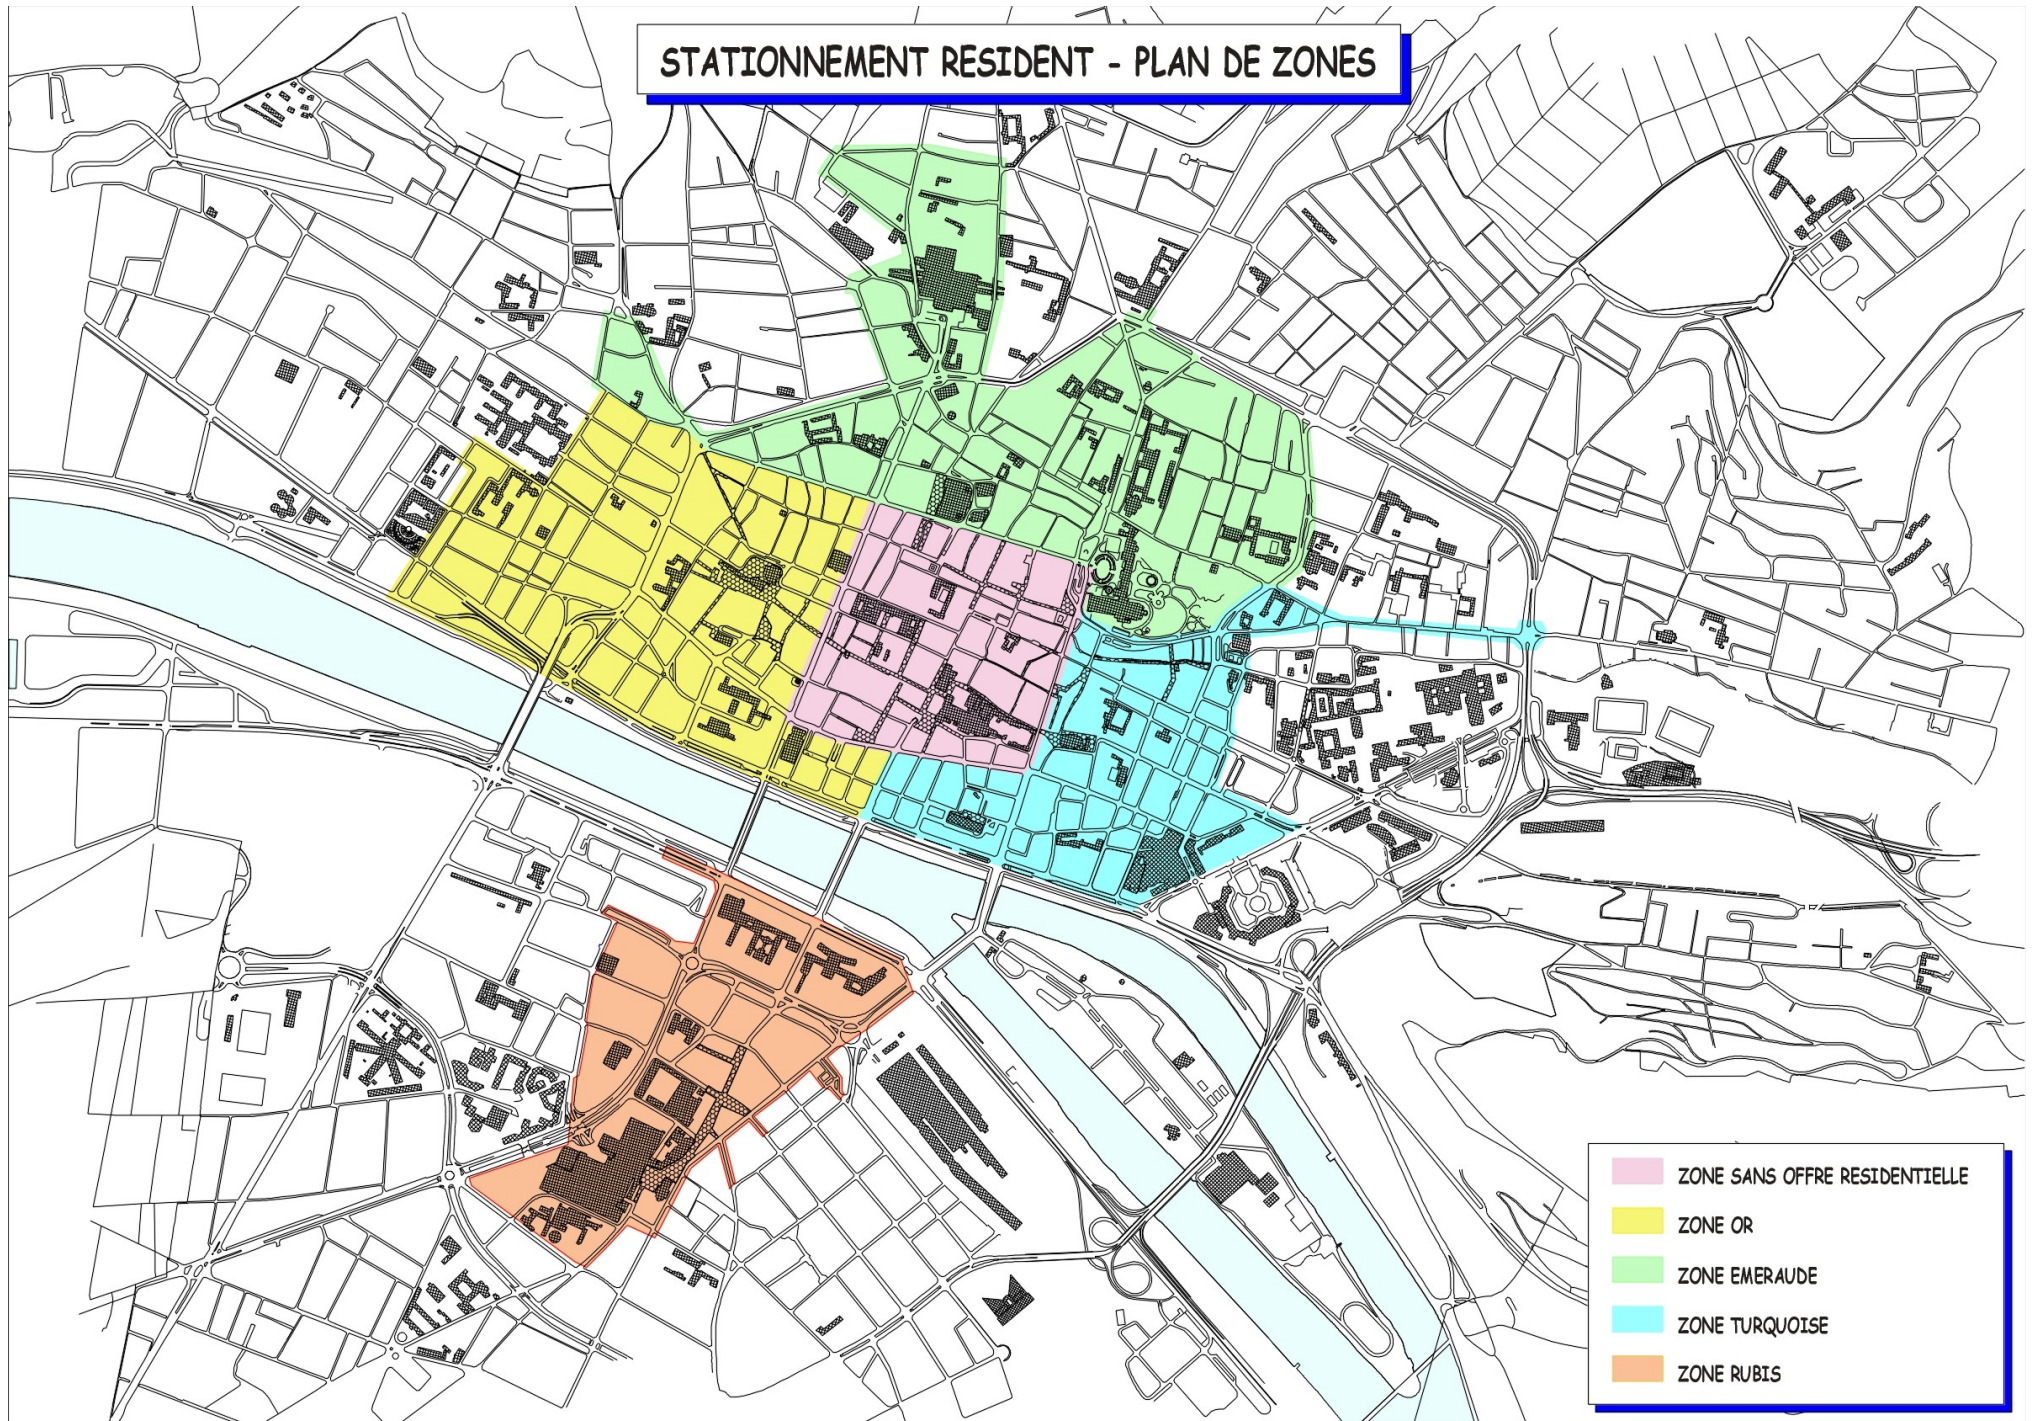 STATIONNEMENT RESIDENT - PLAN DE ZONES
ZONE SANS OFFRE RESIDENTIELLE
ZONE OR
ZONE EMERAUDE
ZONE TURQUOISE
ZONE RUBIS